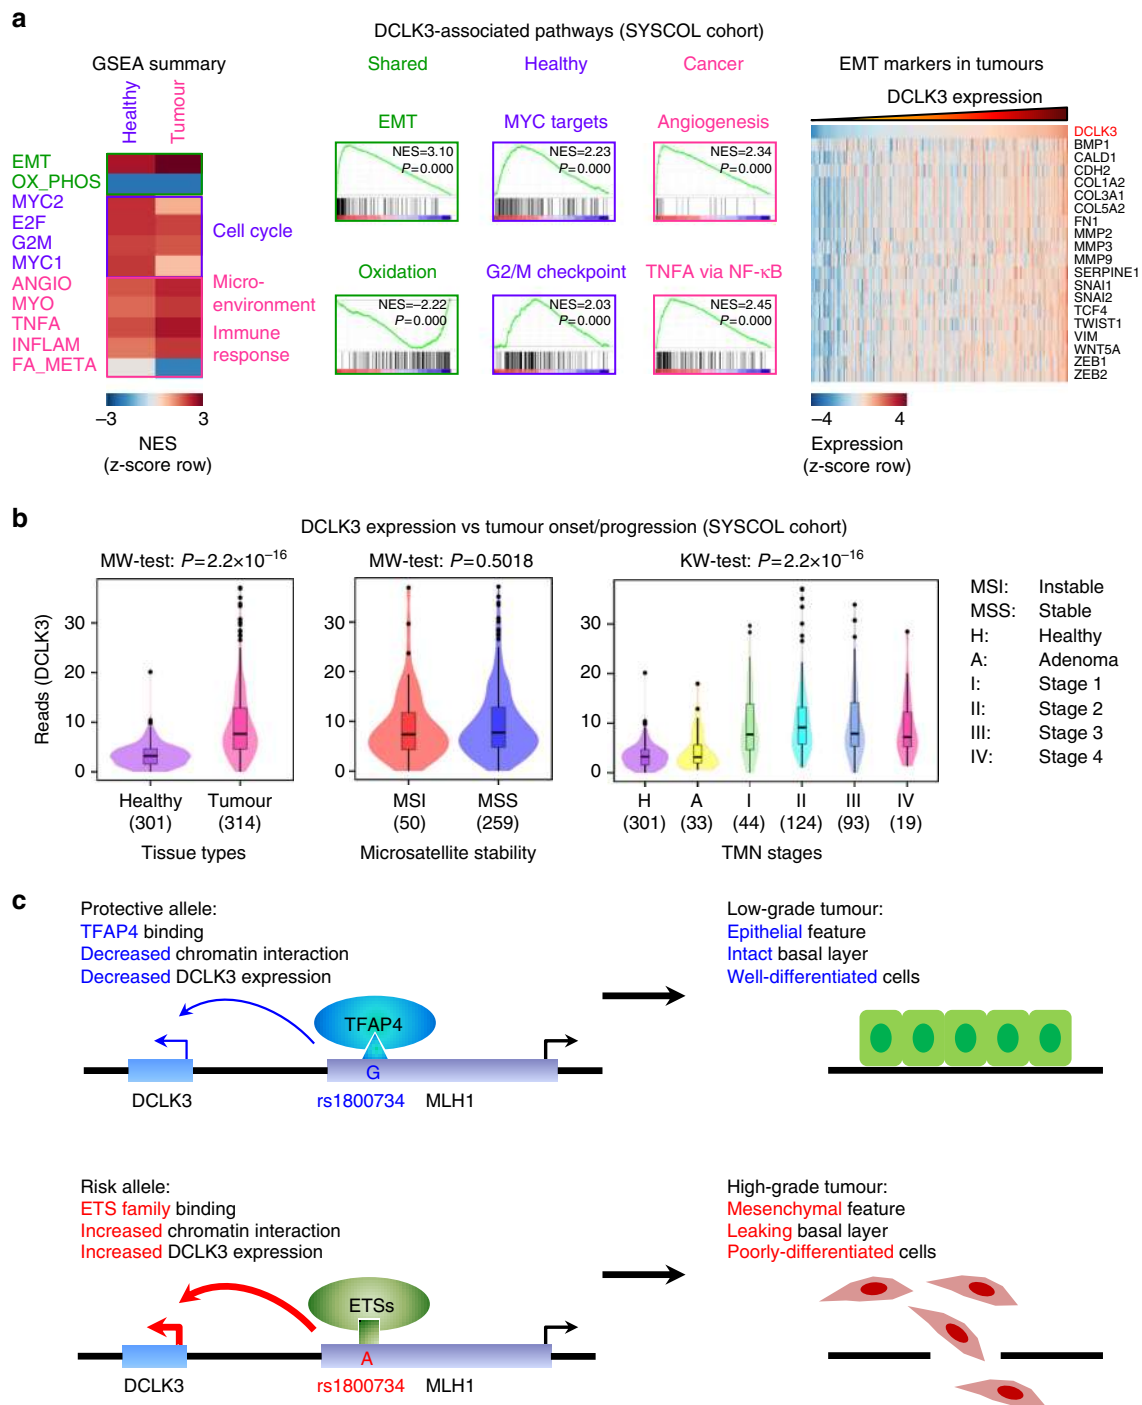 a
DCLK3-associated pathways (SYSCOL cohort)
GSEA summary
Healthy
Tumour
EMT
OX_PHOS
MYC2
E2F
G2M
MYC1
ANGIO
MYO
TNFA
INFLAM
FA_META
Cell cycle
Micro-
environment
Immune
response
−3 3
NES
(z-score row)
Shared Healthy Cancer
EMT MYC targets Angiogenesis
NES=3.10
P=0.000
NES=2.23
P=0.000
NES=2.34
P=0.000
Oxidation G2/M checkpoint TNFA via NF-κB
NES=−2.22
P=0.000
NES=2.03
P=0.000
NES=2.45
P=0.000
EMT markers in tumours
DCLK3 expression
DCLK3
BMP1
CALD1
CDH2
COL1A2
COL3A1
COL5A2
FN1
MMP2
MMP3
MMP9
SERPINE1
SNAI1
SNAI2
TCF4
TWIST1
VIM
WNT5A
ZEB1
ZEB2
−4 4
Expression
(z-score row)
b
DCLK3 expression vs tumour onset/progression (SYSCOL cohort)
MW-test: P=2.2×10−16
Reads (DCLK3)
30
20
10
0
Healthy Tumour
(301) (314)
Tissue types
MW-test: P=0.5018
30
20
10
0
MSI MSS
(50) (259)
Microsatellite stability
KW-test: P=2.2×10−16
30
20
10
0
H A I II III IV
(301) (33) (44) (124) (93) (19)
TMN stages
MSI: Instable
MSS: Stable
H: Healthy
A: Adenoma
I: Stage 1
II: Stage 2
III: Stage 3
IV: Stage 4
c
Protective allele:
TFAP4 binding
Decreased chromatin interaction
Decreased DCLK3 expression
TFAP4
G
DCLK3 rs1800734 MLH1
Low-grade tumour:
Epithelial feature
Intact basal layer
Well-differentiated cells
Risk allele:
ETS family binding
Increased chromatin interaction
Increased DCLK3 expression
ETSs
A
DCLK3 rs1800734 MLH1
High-grade tumour:
Mesenchymal feature
Leaking basal layer
Poorly-differentiated cells